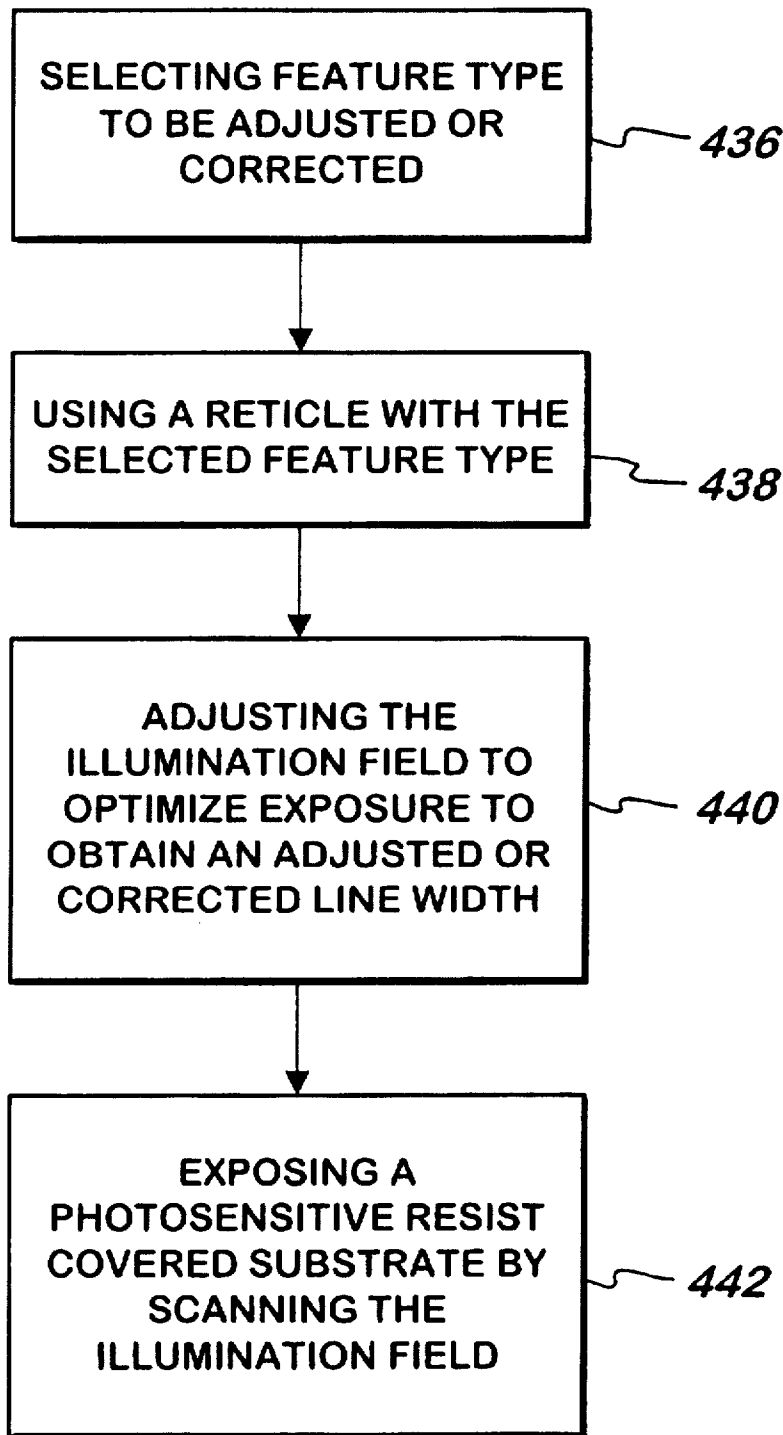 SELECTING FEATURE TYPE
TO BE ADJUSTED OR
CORRECTED
436
USING A RETICLE WITH THE
SELECTED FEATURE TYPE
438
ADJUSTING THE
ILLUMINATION FIELD TO
OPTIMIZE EXPOSURE TO
OBTAIN AN ADJUSTED OR
CORRECTED LINE WIDTH
440
EXPOSING A
PHOTOSENSITIVE RESIST
COVERED SUBSTRATE BY
SCANNING THE
ILLUMINATION FIELD
442